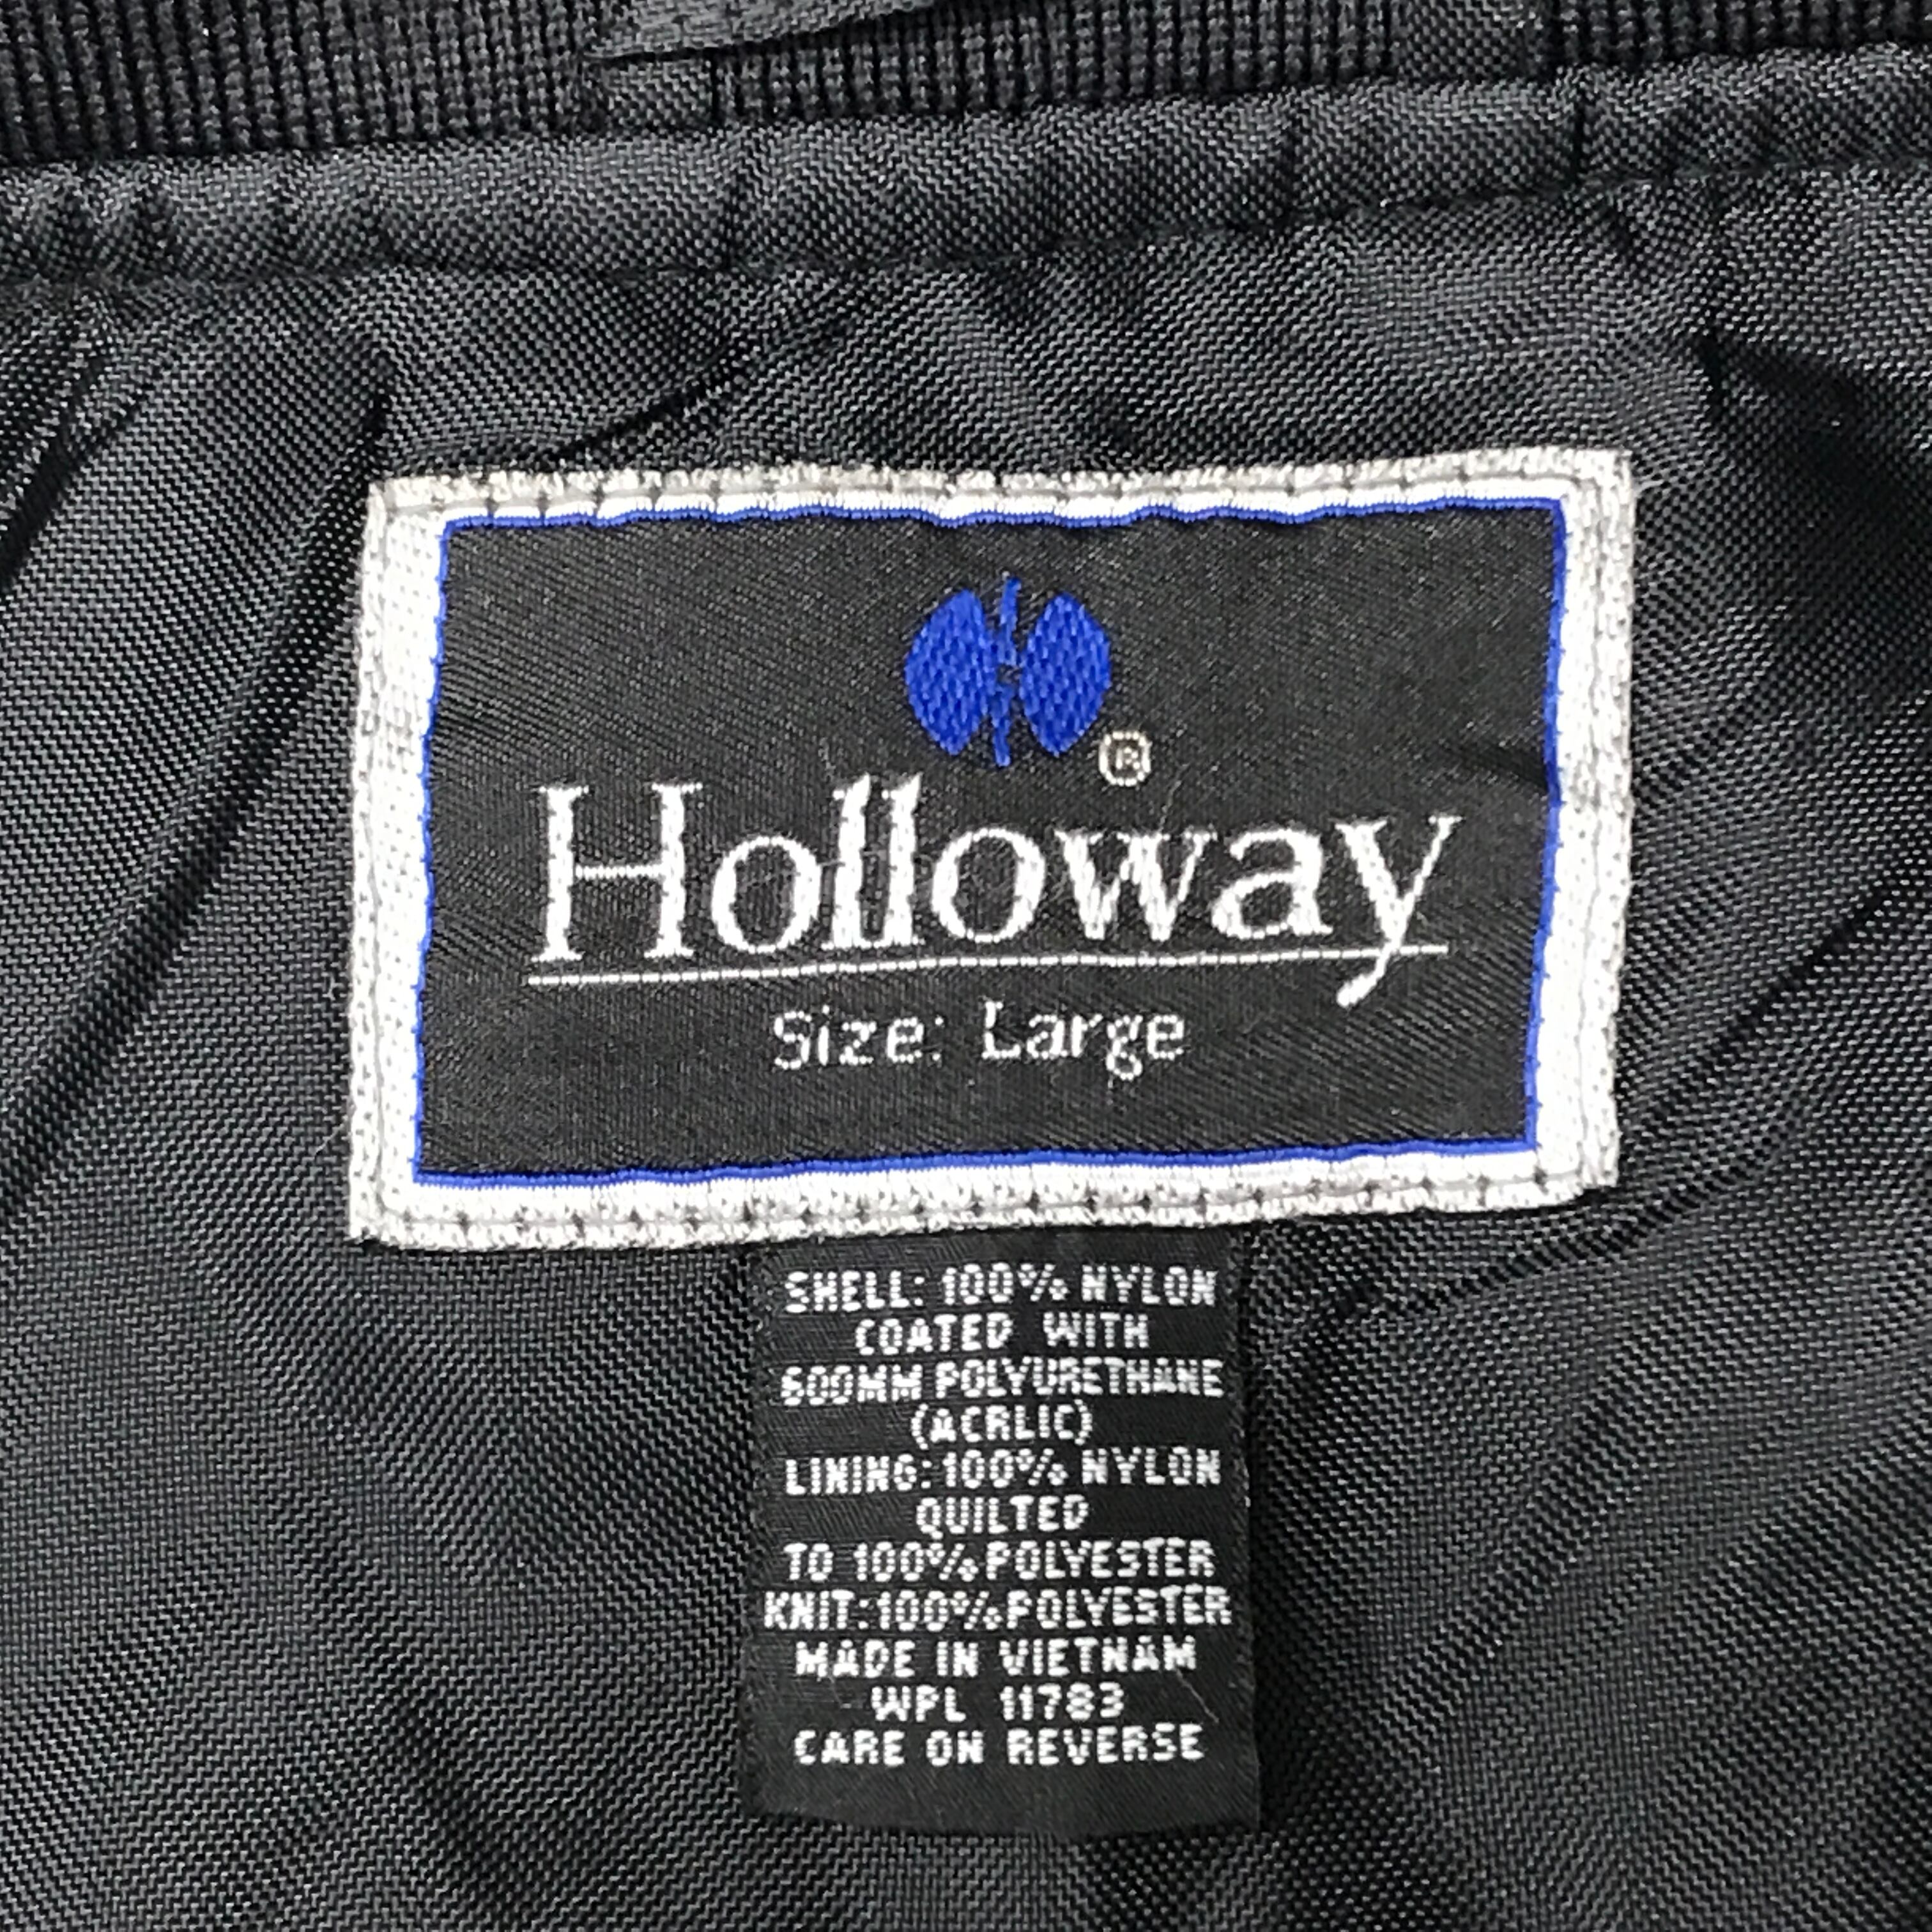 ®
Holloway
Size: Large
SHELL: 100% NYLON
COATED WITH
600MM POLYURETHANE
(ACRLIC)
LINING: 100% NYLON
QUILTED
TO 100% POLYESTER
KNIT: 100% POLYESTER
MADE IN VIETNAM
WPL 11783
CARE ON REVERSE